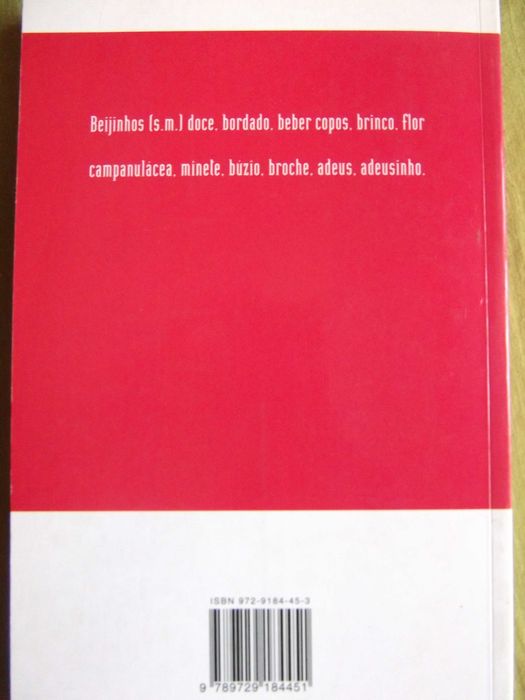 Beijinhos (s.m.) doce, bordado, beber copos, brinco, flor
campanulácea, minete, búzio, broche, adeus, adeusinho.
ISBN 972-9184-45-3
9 789729 184451